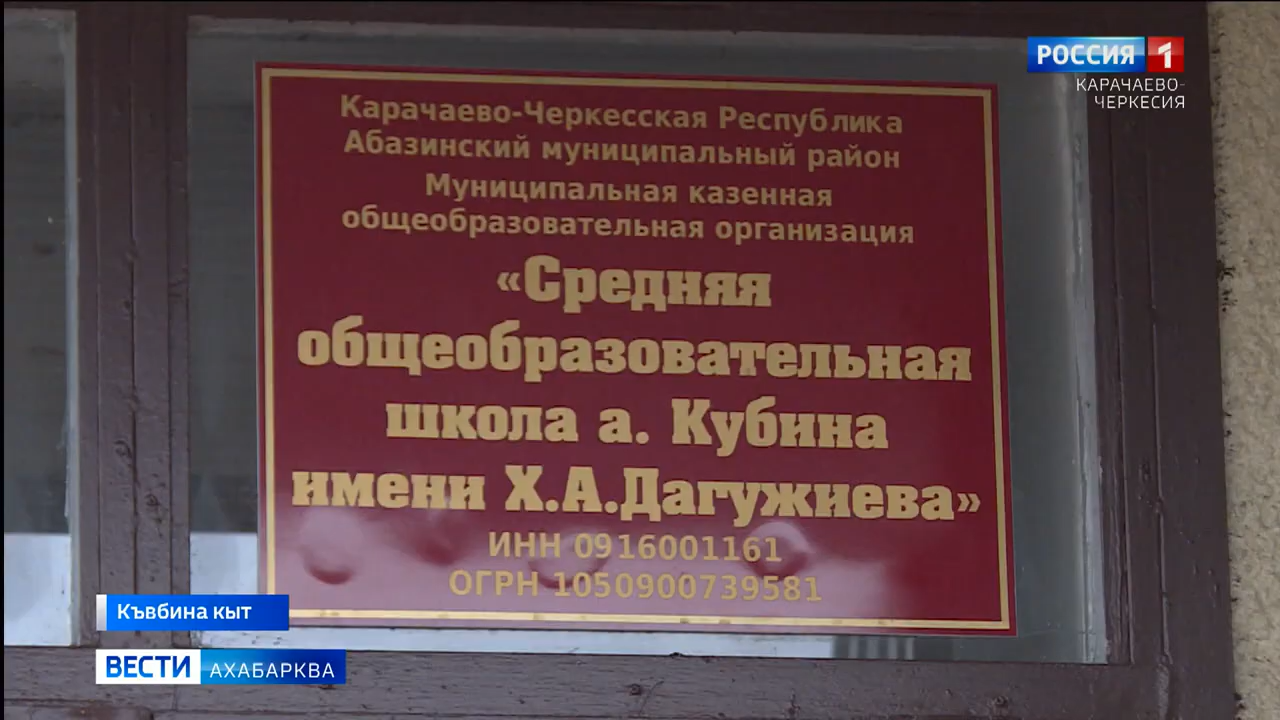 РОССИЯ 1
КАРАЧАЕВО-
ЧЕРКЕСИЯ
Карачаево-Черкесская Республика
Абазинский муниципальный район
Муниципальная казенная
общеобразовательная организация
«Средняя
общеобразовательная
школа а. Кубина
имени Х.А.Дагужиева»
ИНН 0916001161
ОГРН 1050900739581
Къвбина кыт
ВЕСТИ АХАБАРКВА